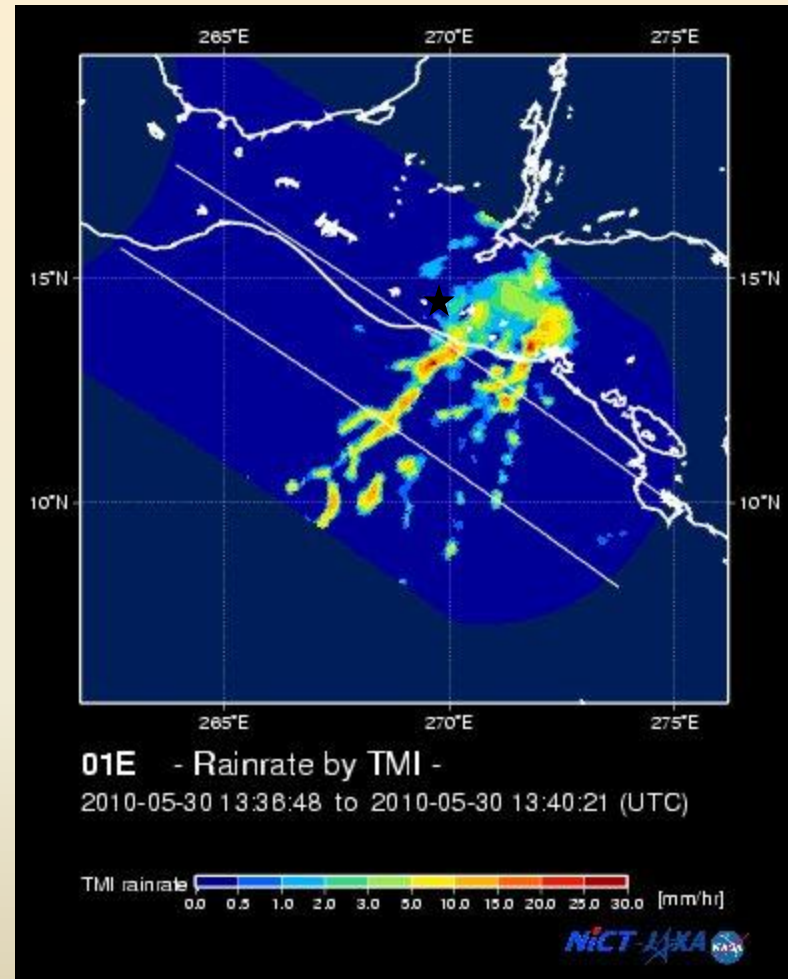 265°E 270°E 275°E
15°N 15°N
10°N 10°N
265°E 270°E 275°E
01E - Rainrate by TMI -
2010-05-30 13:36:48 to 2010-05-30 13:40:21 (UTC)
TMI rainrate
0.0 0.5 1.0 2.0 3.0 5.0 10.0 15.0 20.0 25.0 30.0 [mm/hr]
NiCT-JAXA NASA